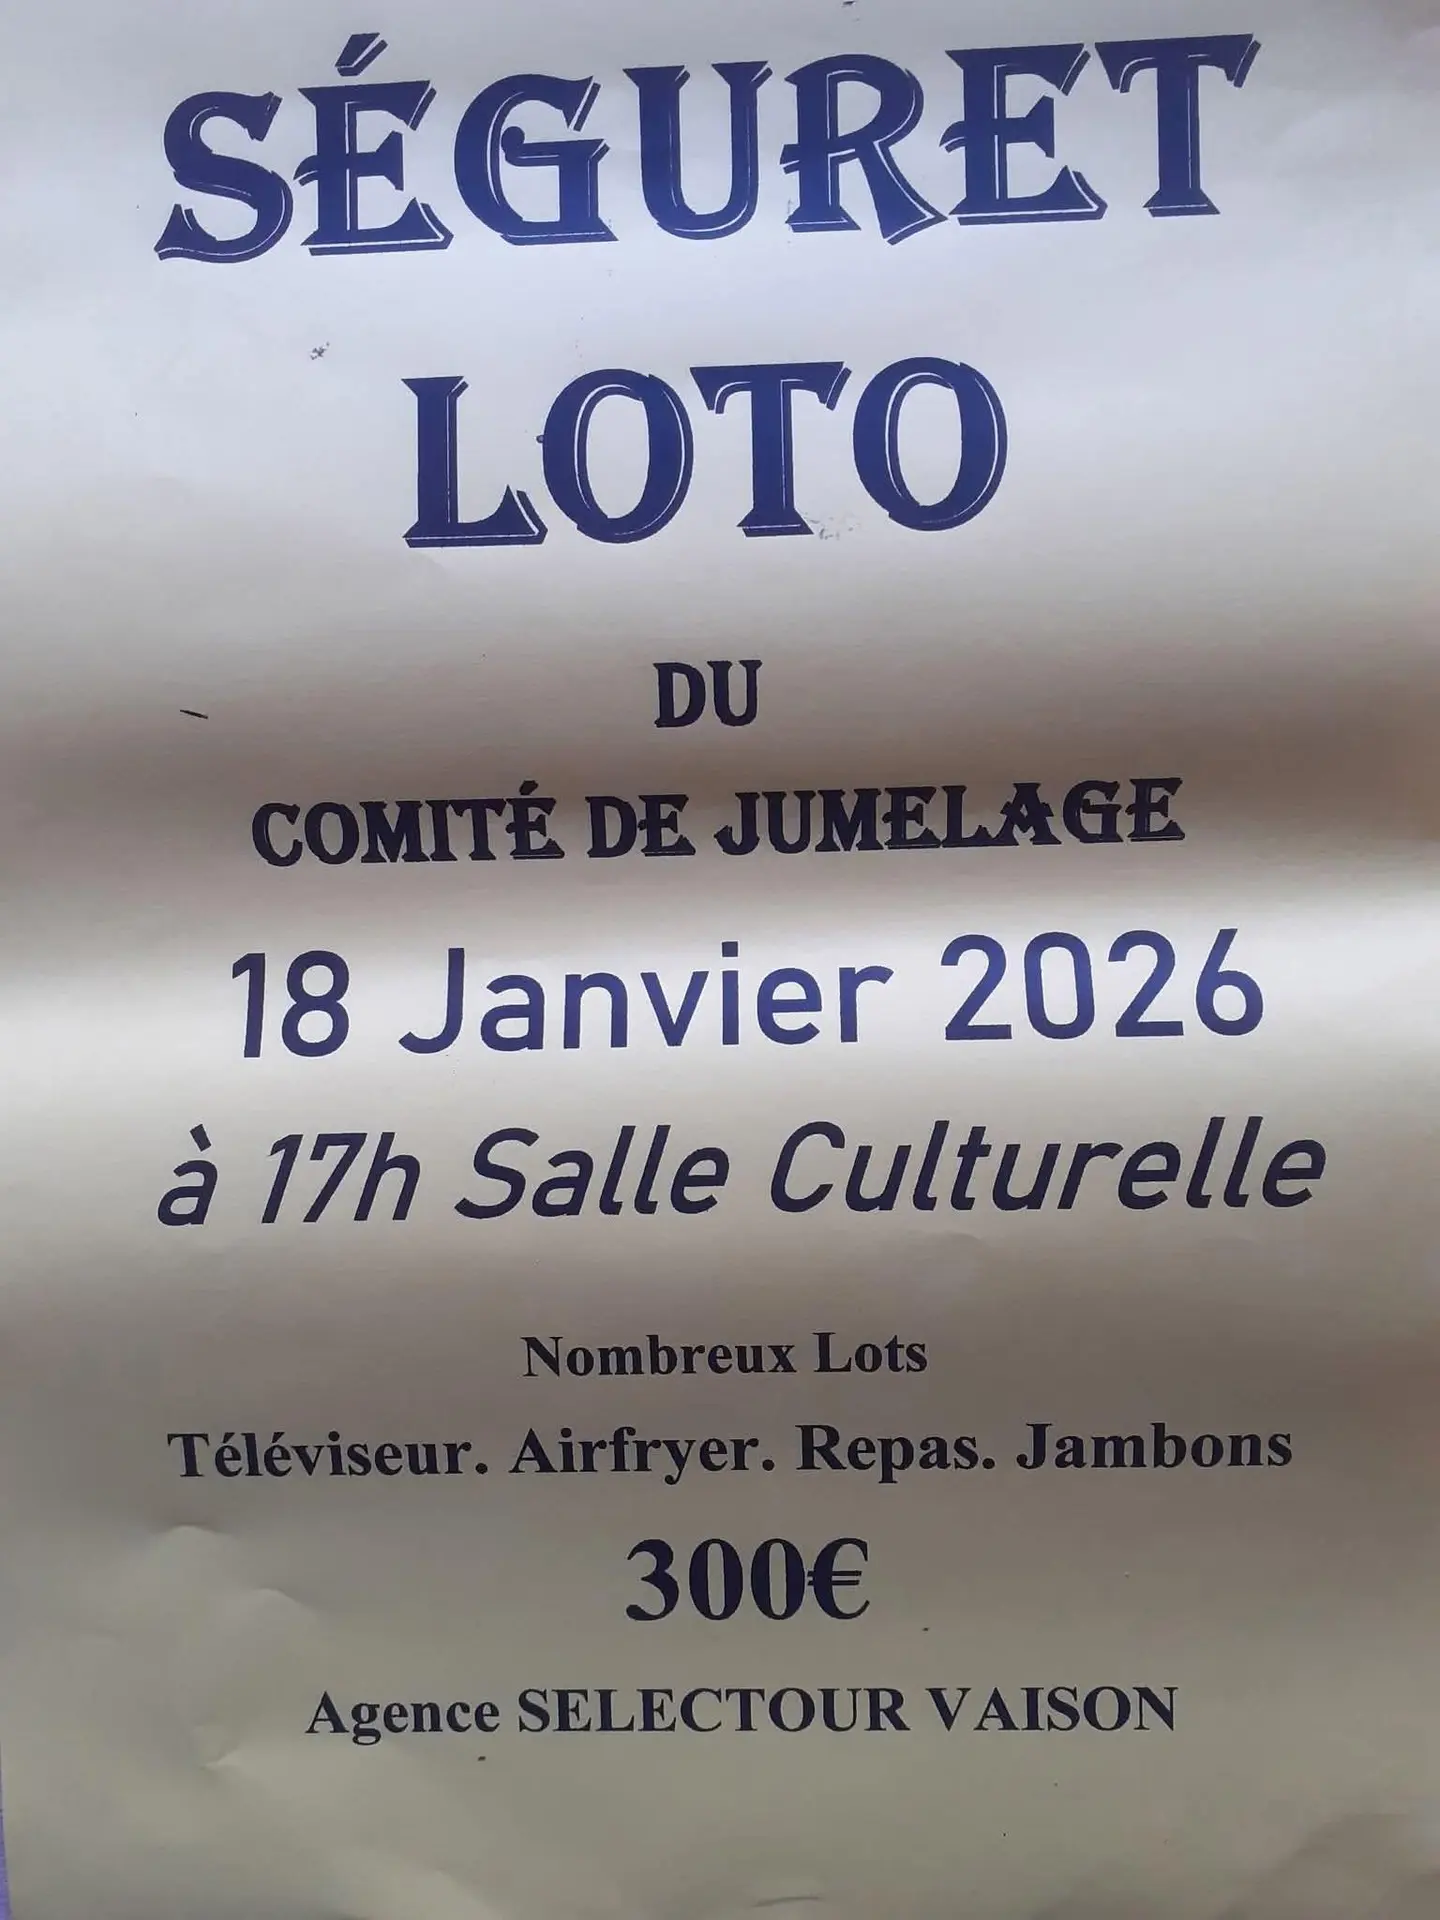 SÉGURET
LOTO
DU
COMITÉ DE JUMELAGE
18 Janvier 2026
à 17h Salle Culturelle
Nombreux Lots
Téléviseur. Airfryer. Repas. Jambons
300€
Agence SELECTOUR VAISON